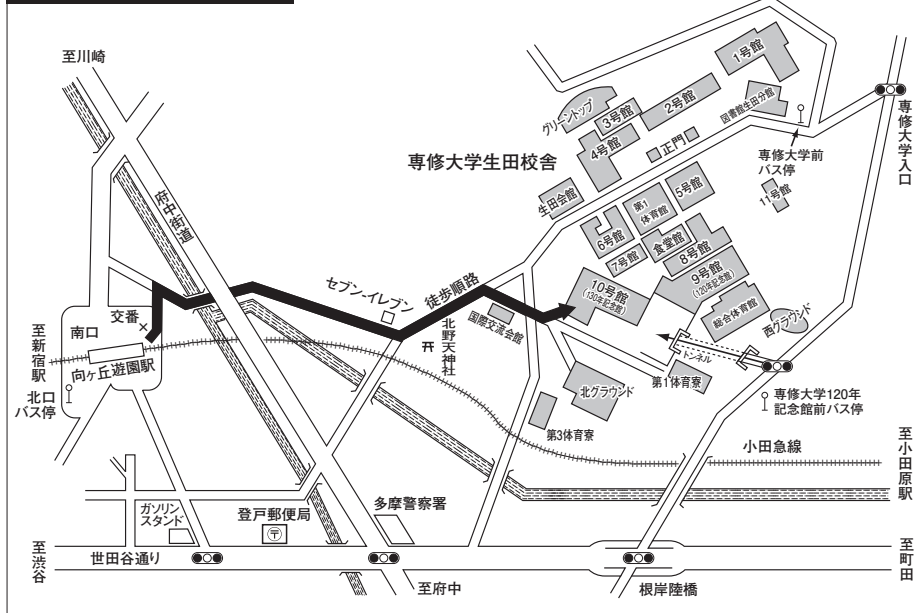 至川崎
府中街道
専修大学生田校舎
グリーントップ
3号館
4号館
2号館
1号館
図書館生田分館
正門
専修大学前
バス停
専修大学入口
生田会館
第1
体育館
5号館
11号館
6号館
7号館
食堂館
8号館
9号館
(120年記念館)
10号館
(130年記念館)
総合体育館
西グラウンド
トンネル
専修大学120年
記念館前バス停
セブン-イレブン
徒歩順路
国際交流会館
北野天神社
交番
南口
向ヶ丘遊園駅
至新宿駅
北口
バス停
北グラウンド
第1体育寮
第3体育寮
小田急線
至小田原駅
ガソリン
スタンド
登戸郵便局
〒
多摩警察署
至渋谷
世田谷通り
至府中
根岸陸橋
至町田